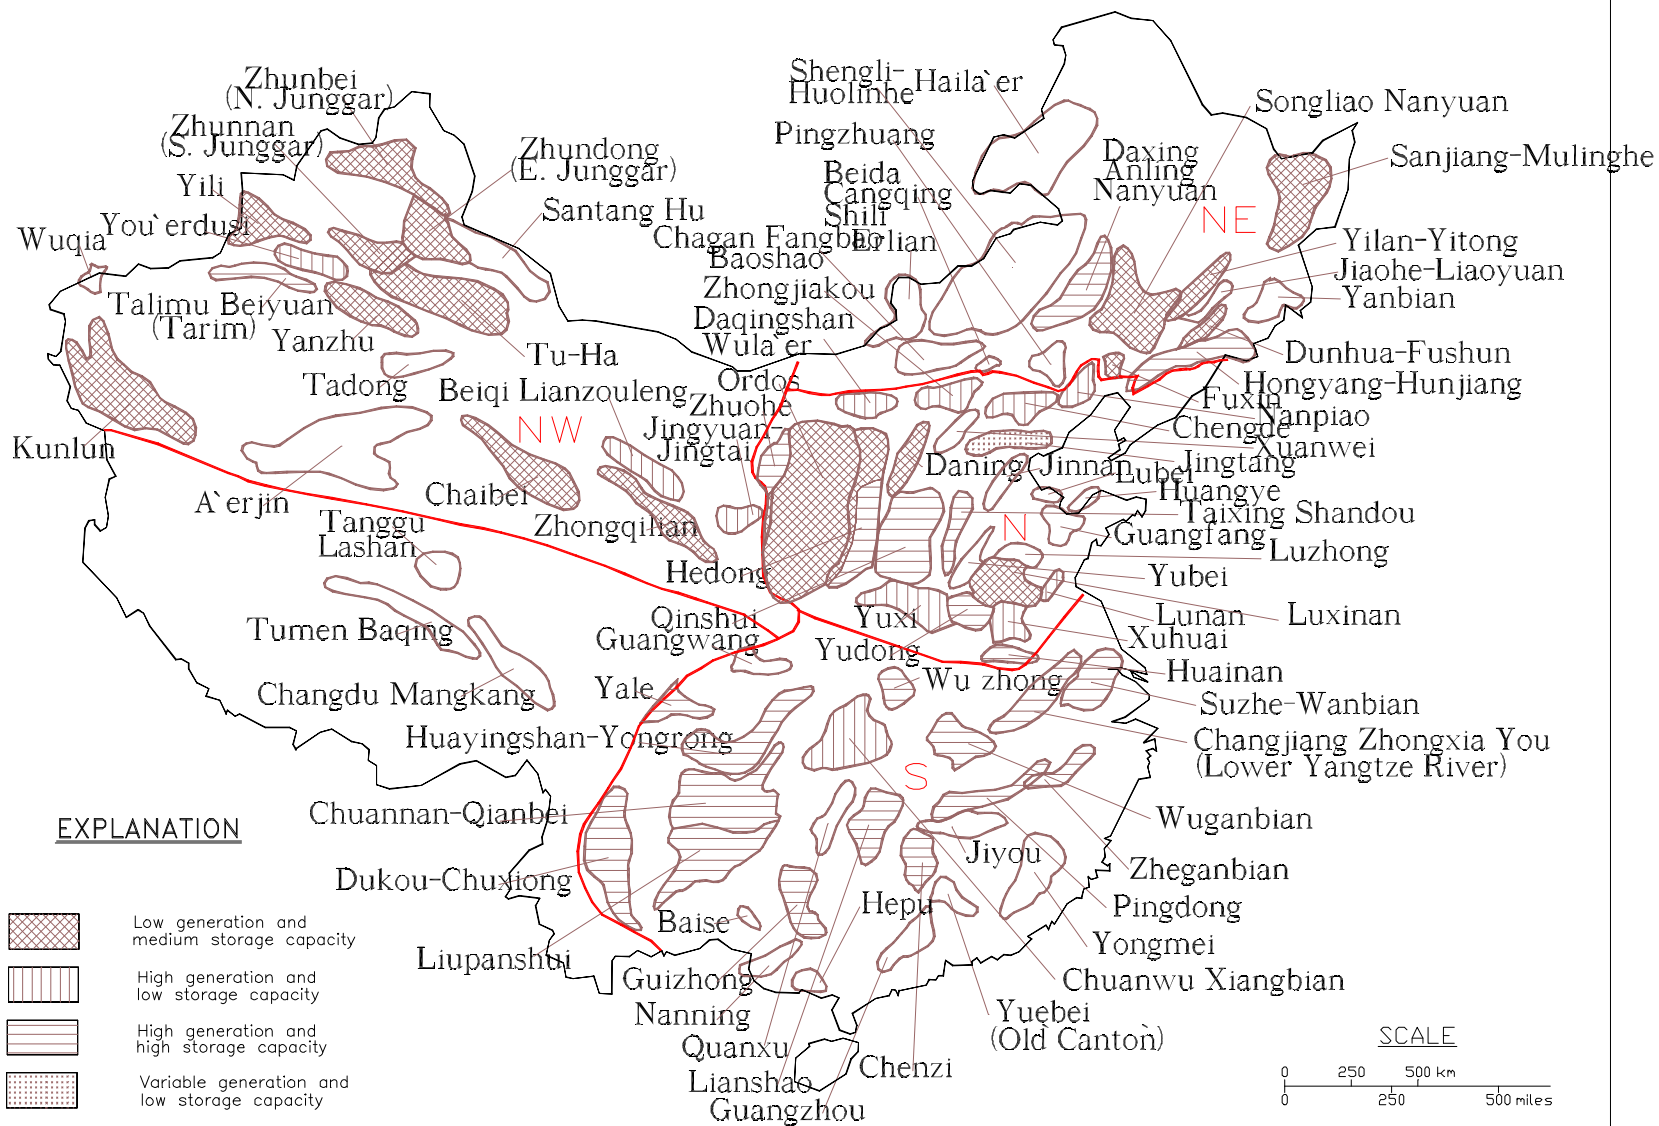 Zhunbei
(N. Junggar)
Zhunnan
(S. Junggar)
Yili
You`erdusi
Wuqia
Zhundong
(E. Junggar)
Santang Hu
Shengli-
Huolinhe
Haila`er
Pingzhuang
Beida
Cangqing
Shili
Erlian
Chagan Fangbao
Baoshao
Zhongjiakou
Daqingshan
Wula`er
Daxing
Anling
Nanyuan
Songliao Nanyuan
Sanjiang-Mulinghe
NE
Yilan-Yitong
Jiaohe-Liaoyuan
Yanbian
Dunhua-Fushun
Hongyang-Hunjiang
Fuxin
Nanpiao
Chengde
Xuanwei
Jingtang
Talimu Beiyuan
(Tarim)
Yanzhu
Tu-Ha
Tadong
Beiqi Lianzouleng
Ordos
Zhuohe
Jingyuan-
Jingtai
NW
Kunlun
A`erjin
Chaibei
Zhongqilian
Tanggu
Lashan
Daning
Jinnan
Lubei
Huangye
Taixing Shandou
N
Guangfang
Luzhong
Hedong
Yubei
Qinshui
Guangwang
Yuxi
Yudong
Lunan
Luxinan
Xuhuai
Huainan
Tumen Baqing
Changdu Mangkang
Yale
Wu zhong
Suzhe-Wanbian
Huayingshan-Yongrong
Changjiang Zhongxia You
(Lower Yangtze River)
S
Chuannan-Qianbei
Wuganbian
Jiyou
Zheganbian
Dukou-Chuxiong
Hepu
Pingdong
Baise
Yongmei
Liupanshui
Guizhong
Chuanwu Xiangbian
Nanning
Yuebei
(Old Canton)
Quanxu
Lianshao
Chenzi
Guangzhou
EXPLANATION
Low generation and
medium storage capacity
High generation and
low storage capacity
High generation and
high storage capacity
Variable generation and
low storage capacity
SCALE
0 250 500 km
0 250 500 miles